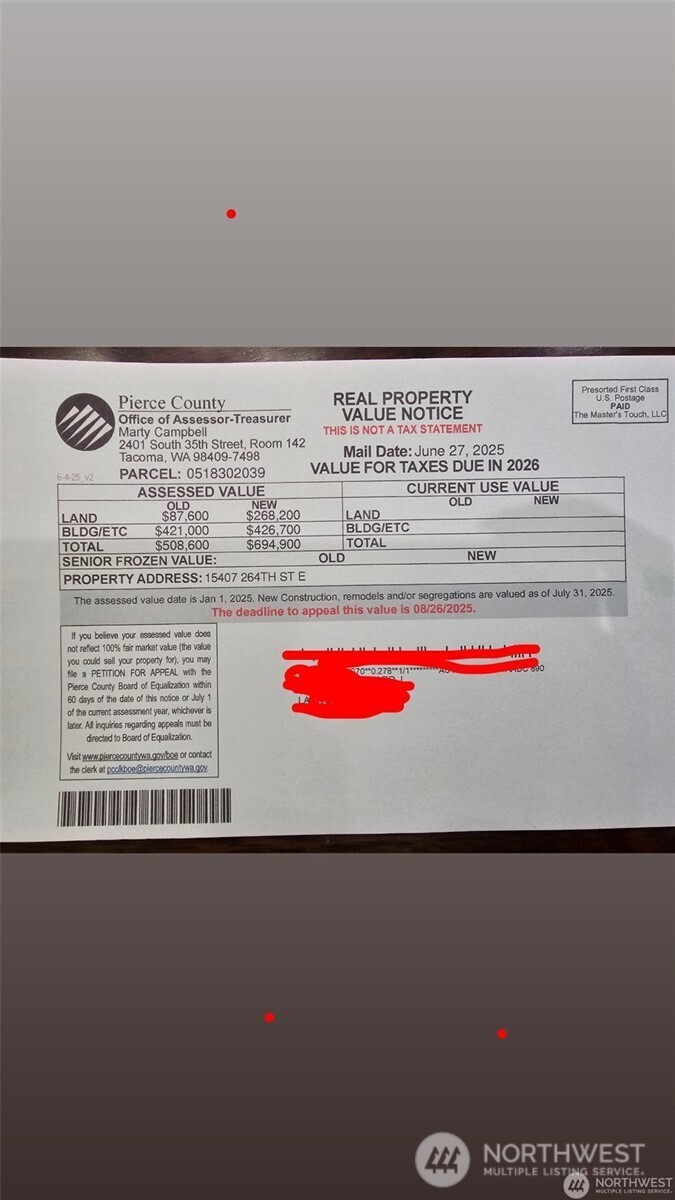 Pierce County
Office of Assessor-Treasurer
Marty Campbell
2401 South 35th Street, Room 142
Tacoma, WA 98409-7498
6-4-25_v2
PARCEL: 0518302039
REAL PROPERTY
VALUE NOTICE
THIS IS NOT A TAX STATEMENT
Mail Date: June 27, 2025
VALUE FOR TAXES DUE IN 2026
Presorted First Class
U.S. Postage
PAID
The Master's Touch, LLC
ASSESSED VALUE CURRENT USE VALUE
OLD NEW OLD NEW
LAND $87,600 $268,200 LAND
BLDG/ETC $421,000 $426,700 BLDG/ETC
TOTAL $508,600 $694,900 TOTAL
SENIOR FROZEN VALUE: OLD NEW
PROPERTY ADDRESS: 15407 264TH ST E
The assessed value date is Jan 1, 2025. New Construction, remodels and/or segregations are valued as of July 31, 2025.
The deadline to appeal this value is 08/26/2025.
If you believe your assessed value does
not reflect 100% fair market value (the value
you could sell your property for), you may
file a PETITION FOR APPEAL with the
Pierce County Board of Equalization within
60 days of the date of this notice or July 1
of the current assessment year, whichever is
later. All inquiries regarding appeals must be
directed to Board of Equalization.
Visit www.piercecountywa.gov/boe or contact
the clerk at pcclkboe@piercecountywa.gov.
NORTHWEST
MULTIPLE LISTING SERVICE®
NORTHWEST
MULTIPLE LISTING SERVICE®